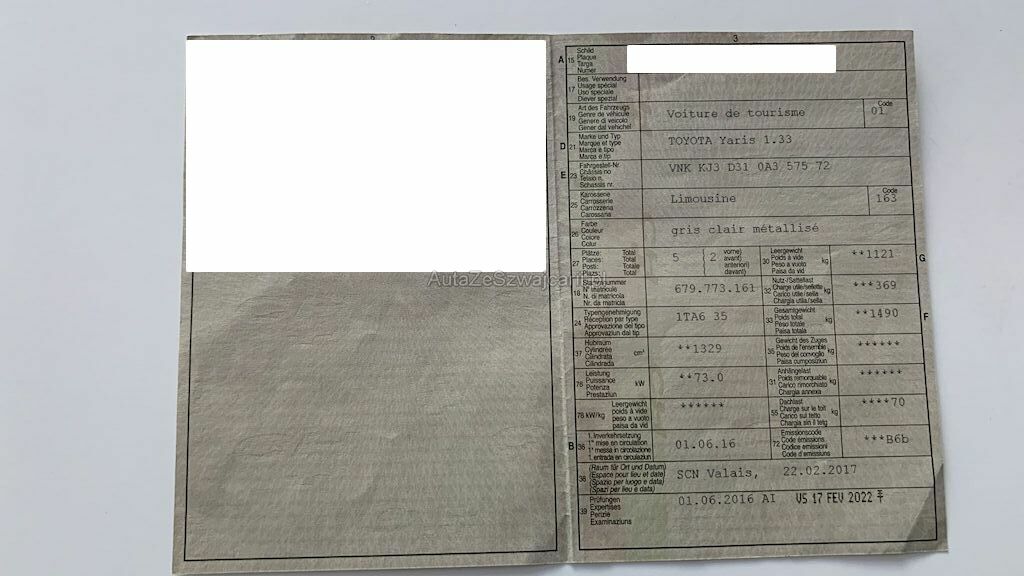 3
A 15 Schild
Plaque
Targa
Numer
17 Bes. Verwendung
Usage spécial
Uso speciale
Diever spezial
19 Art des Fahrzeugs
Genre de véhicule
Genere di veicolo
Gener dal vehichel
Voiture de tourisme
Code
01
D 21 Marke und Typ
Marque et type
Marca e tipo
Marca e tip
TOYOTA Yaris 1.33
E 23 Fahrgestell-Nr.
Châssis no
Telaio n.
Schassis nr.
VNK KJ3 D31 0A3 575 72
25 Karosserie
Carrosserie
Carrozzeria
Carossaria
Limousine
Code
163
26 Farbe
Couleur
Colore
Colur
gris clair métallisé
27 Plätze: Total
Places: Total
Posti: Totale
Plazs: Total
5 ( 2 vorne)
avant)
anteriori)
davant)
30 Leergewicht
Poids à vide
Peso a vuoto
Paisa da vid
kg **1121 G
AutaZeSzwajcarii.pl
18 Stammnummer
N° matricule
N. di matricola
Nr. da matricla
679.773.161
32 Nutz-/Sattellast
Charge utile/sellette
Carico utile/sella
Chargia utila/sella
kg ***369
24 Typengenehmigung
Réception par type
Approvazione del tipo
Approvaziun dal tip
1TA6 35
33 Gesamtgewicht
Poids total
Peso totale
Paisa totala
kg **1490 F
37 Hubraum
Cylindrée
Cilindrata
Cilindrada
cm³ **1329
35 Gewicht des Zuges
Poids de l'ensemble
Peso del convoglio
Paisa cumposiziun
kg ******
76 Leistung
Puissance
Potenza
Prestaziun
kW **73.0
31 Anhängelast
Poids remorquable
Carico rimorchiato
Chargia annexa
kg ******
78 kW/kg Leergewicht
poids à vide
peso a vuoto
paisa da vid
******
55 Dachlast
Charge sur le toit
Carico sul tetto
Chargia sin il tetg
kg ****70
B 36 1. Inverkehrsetzung
1re mise en circulation
1a messa in circolazione
1. entrada en circulaziun
01.06.16
72 Emissionscode
Code émissions
Codice emissioni
Code d'emissiuns
***B6b
38 (Raum für Ort und Datum)
(Espace pour lieu et date)
(Spazio per luogo e data)
(Spazi per lieu e data)
SCN Valais, 22.02.2017
39 Prüfungen
Expertises
Perizie
Examinaziuns
01.06.2016 AI VS 17 FEV 2022